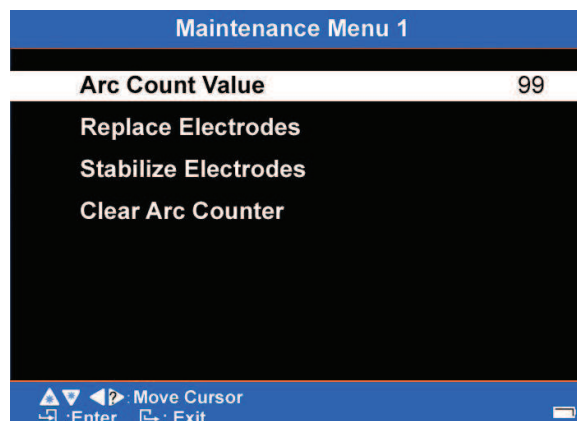 Maintenance Menu 1
Arc Count Value 99
Replace Electrodes
Stabilize Electrodes
Clear Arc Counter
?:Move Cursor
:Enter : Exit